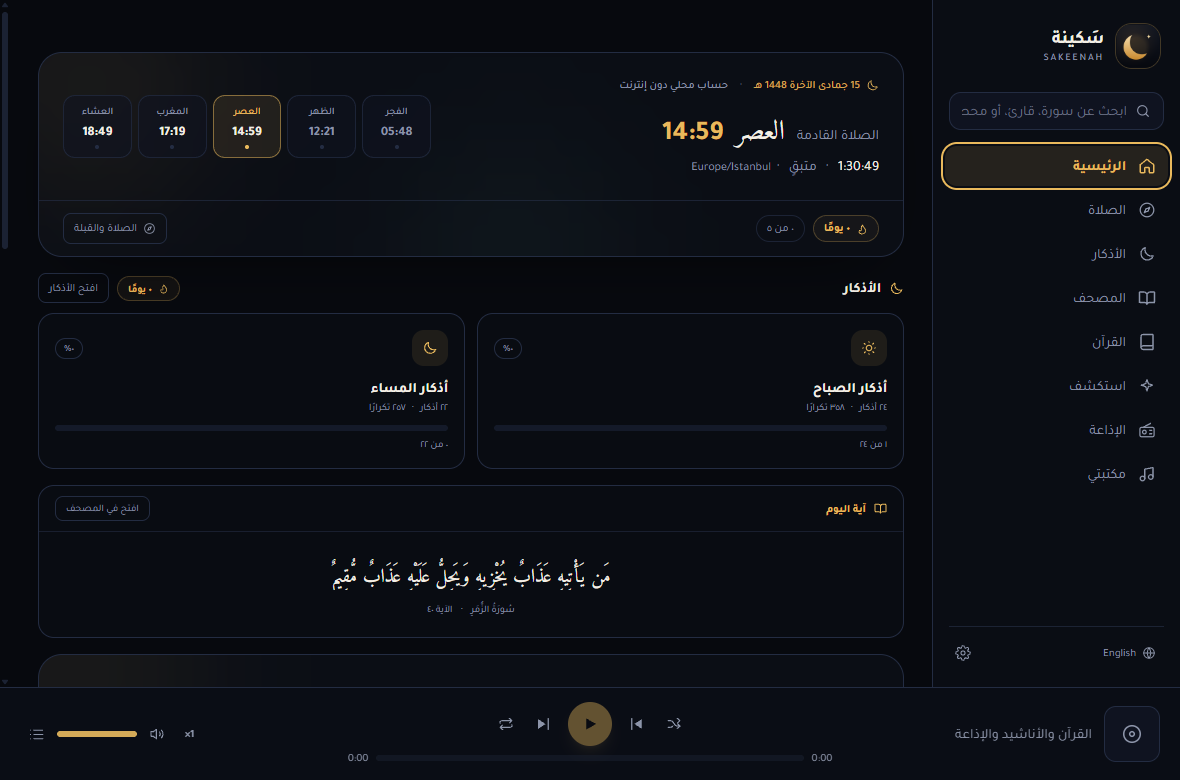 سَكينة
SAKEENAH
ابحث عن سورة، قارئ، أو محد
الرئيسية
الصلاة
الأذكار
المصحف
القرآن
استكشف
الإذاعة
مكتبتي
English
15 جمادى الآخرة 1448 هـ · حساب محلي دون إنترنت
الصلاة القادمة العصر 14:59
1:30:49 · متبقٍ · Europe/Istanbul
الفجر
05:48
الظهر
12:21
العصر
14:59
المغرب
17:19
العشاء
18:49
٠ يومًا
٠ من ٥
الصلاة والقبلة
الأذكار
٠ يومًا
افتح الأذكار
٠%
أذكار الصباح
٢٤ أذكار · ٣٥٨ تكرارًا
١ من ٢٤
٠%
أذكار المساء
٢٢ أذكار · ٢٥٧ تكرارًا
٠ من ٢٢
آية اليوم
افتح في المصحف
مَن يَأْتِيهِ عَذَابٌ يُخْزِيهِ وَيَحِلُّ عَلَيْهِ عَذَابٌ مُّقِيمٌ
سُورَةُ الزُّمَرِ · الآية ٤٠
القرآن والأناشيد والإذاعة
0:00
0:00
x1